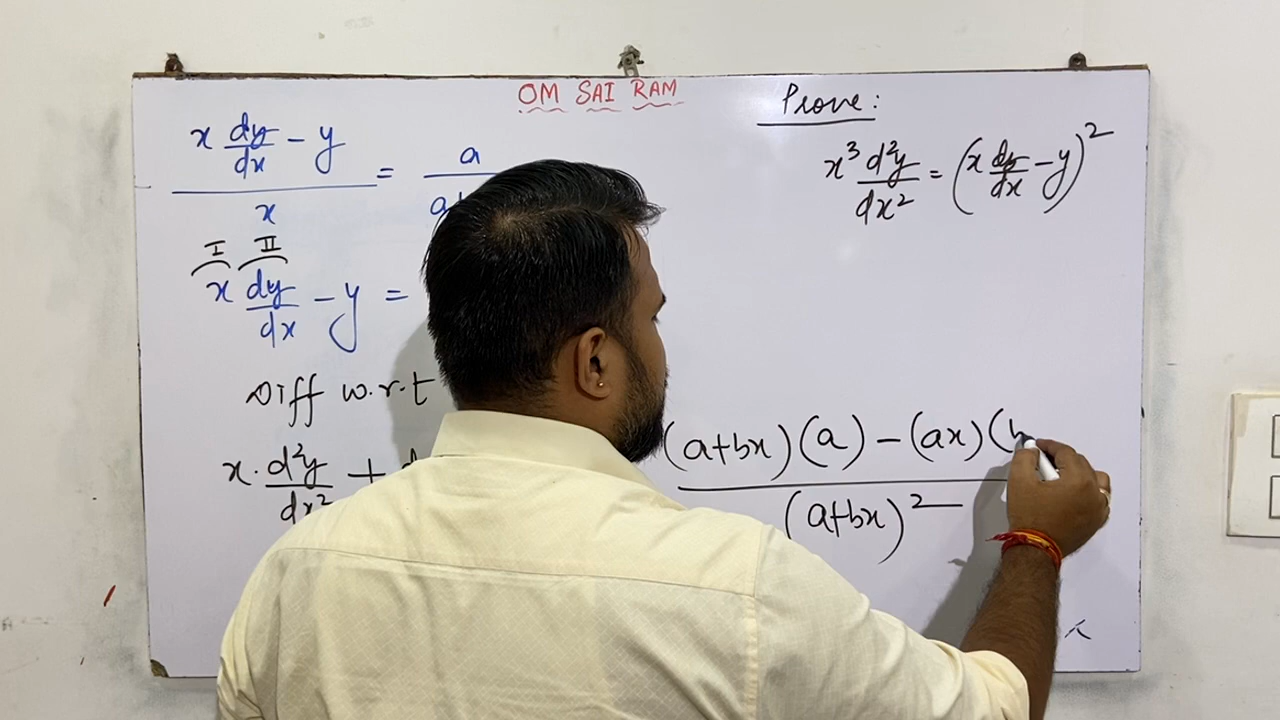 OM SAI RAM
x dy/dx - y / x = a / a
I II
x dy/dx - y =
Diff w.r.t
x. d²y/dx² +
(a+bx)(a) - (ax)(b / (a+bx)²
Prove:
x³ d²y/dx² = (x dy/dx - y)²